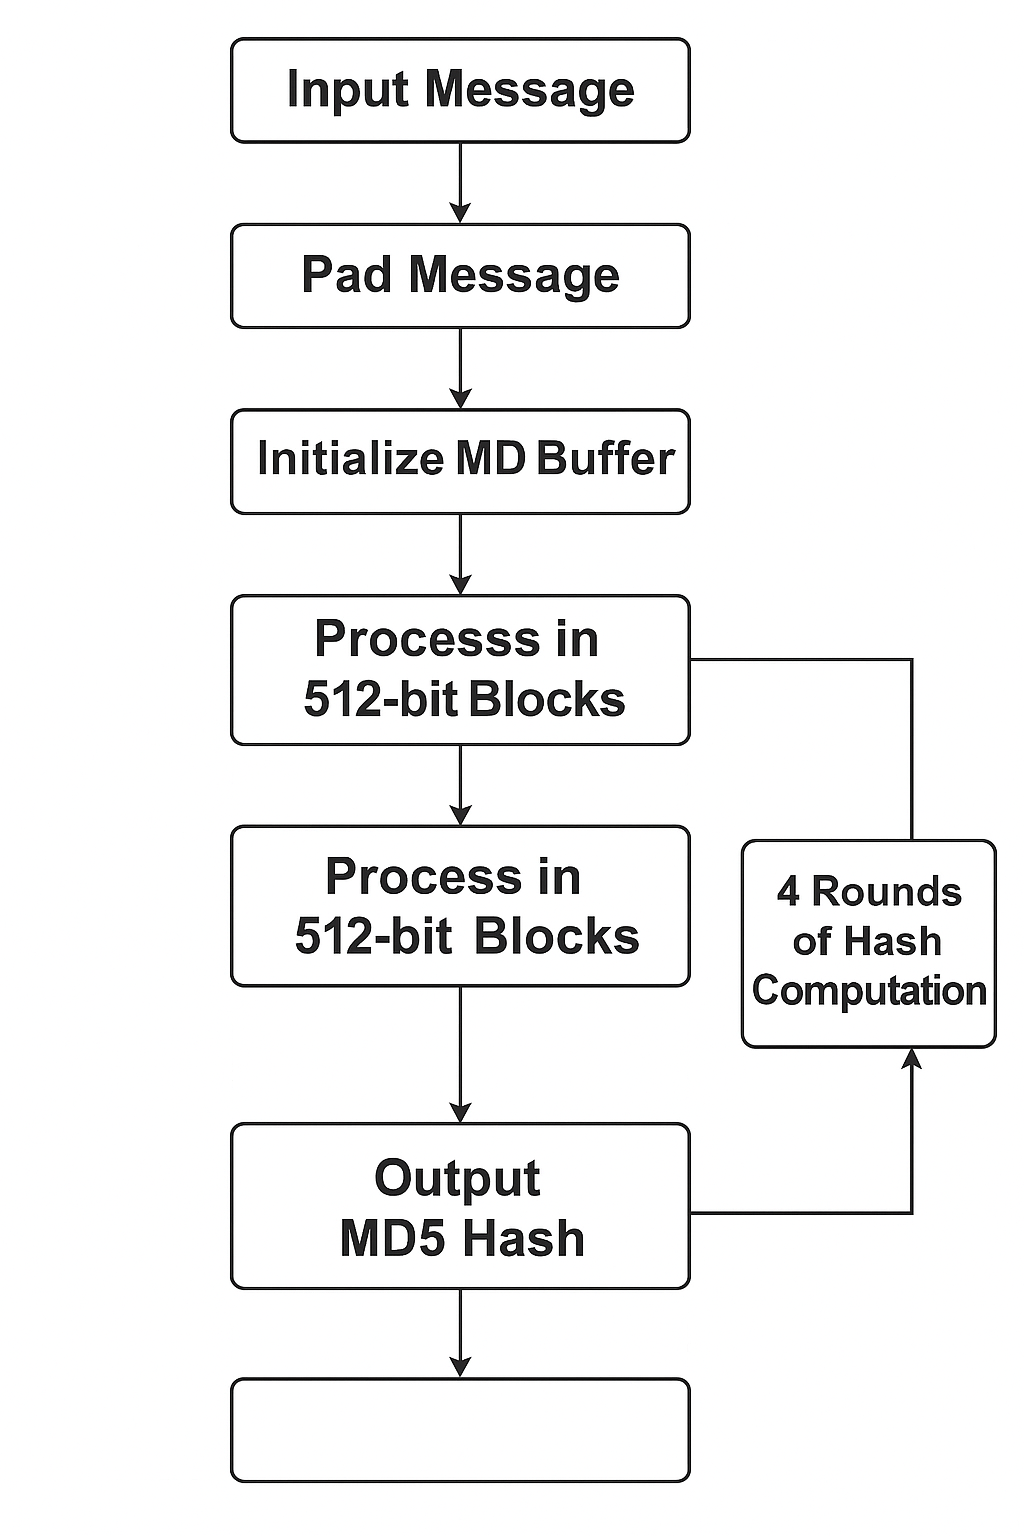 Input Message
Pad Message
Initialize MD Buffer
Processs in
512-bit Blocks
Process in
512-bit Blocks
4 Rounds
of Hash
Computation
Output
MD5 Hash